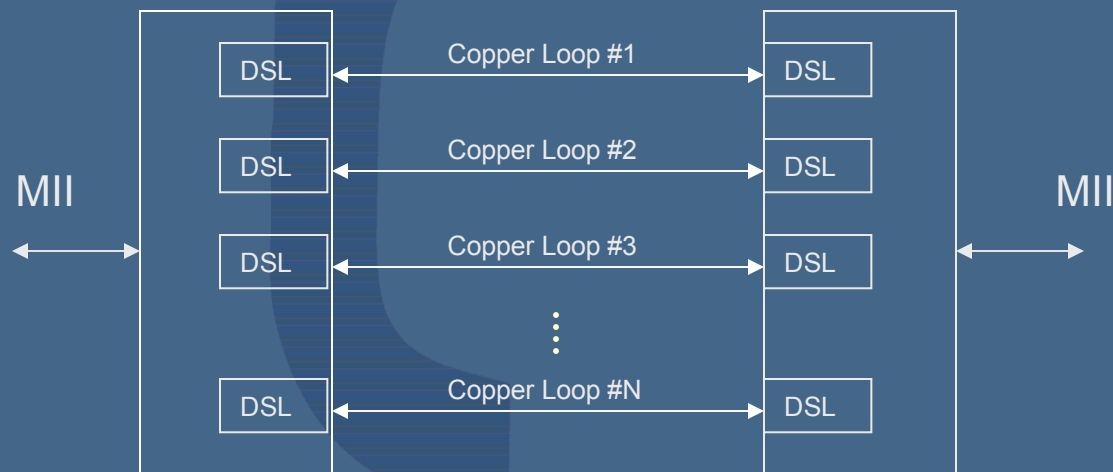 DSL Copper Loop #1 DSL
DSL Copper Loop #2 DSL
MII MII
DSL Copper Loop #3 DSL
DSL Copper Loop #N DSL